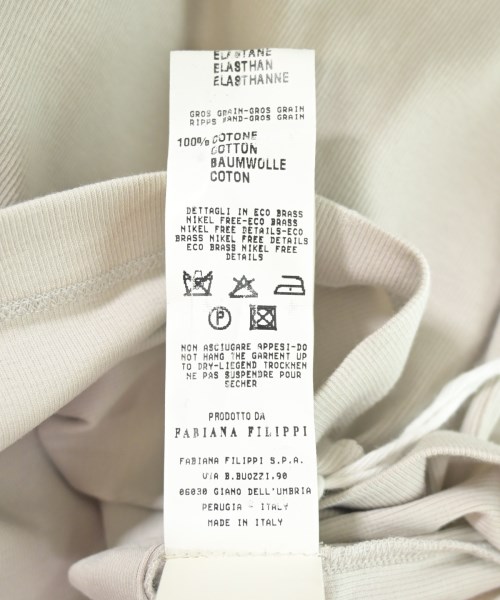 ELASTANE
ELASTHAN
ELASTHANNE
GROS GRAIN-GROS GRAIN
RIPPS BAND-GROS GRAIN
100% COTONE
COTTON
BAUMWOLLE
COTON
DETTAGLI IN ECO BRASS
NIKEL FREE-ECO BRASS
NIKEL FREE DETAILS-ECO
BRASS NIKEL FREE DETAILS
ECO BRASS NIKEL FREE
DETAILS
P
NON ASCIUGARE APPESI-DO
NOT HANG THE GARMENT UP
TO DRY-LIEGEND TROCKNEN
NE PAS SUSPENDRE POUR
SECHER
PRODOTTO DA
FABIANA FILIPPI
FABIANA FILIPPI S.P.A.
VIA B.BUOZZI,90
06030 GIANO DELL'UMBRIA
PERUGIA - ITALY
MADE IN ITALY